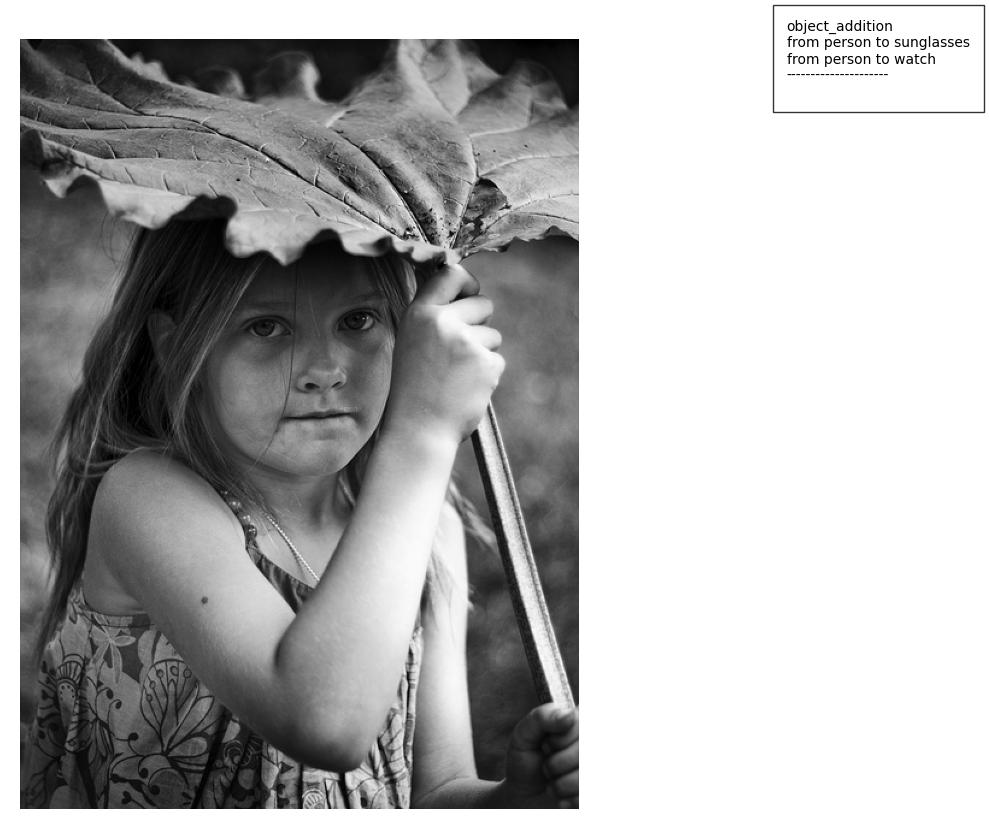 object_addition
from person to sunglasses
from person to watch
---------------------